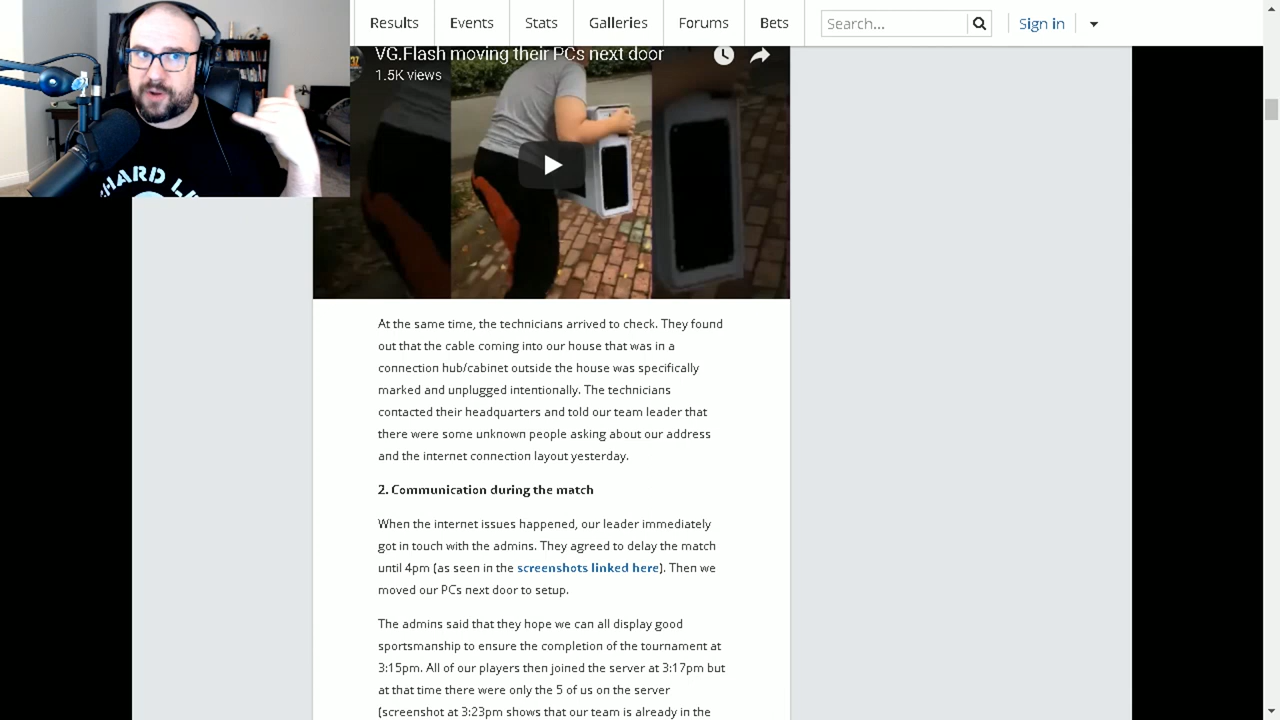 Results
Events
Stats
Galleries
Forums
Bets
Search...
Sign in
VG.Flash moving their PCs next door
1.5K views
HARD L
At the same time, the technicians arrived to check. They found
out that the cable coming into our house that was in a
connection hub/cabinet outside the house was specifically
marked and unplugged intentionally. The technicians
contacted their headquarters and told our team leader that
there were some unknown people asking about our address
and the internet connection layout yesterday.
2. Communication during the match
When the internet issues happened, our leader immediately
got in touch with the admins. They agreed to delay the match
until 4pm (as seen in the screenshots linked here). Then we
moved our PCs next door to setup.
The admins said that they hope we can all display good
sportsmanship to ensure the completion of the tournament at
3:15pm. All of our players then joined the server at 3:17pm but
at that time there were only the 5 of us on the server
(screenshot at 3:23pm shows that our team is already in the